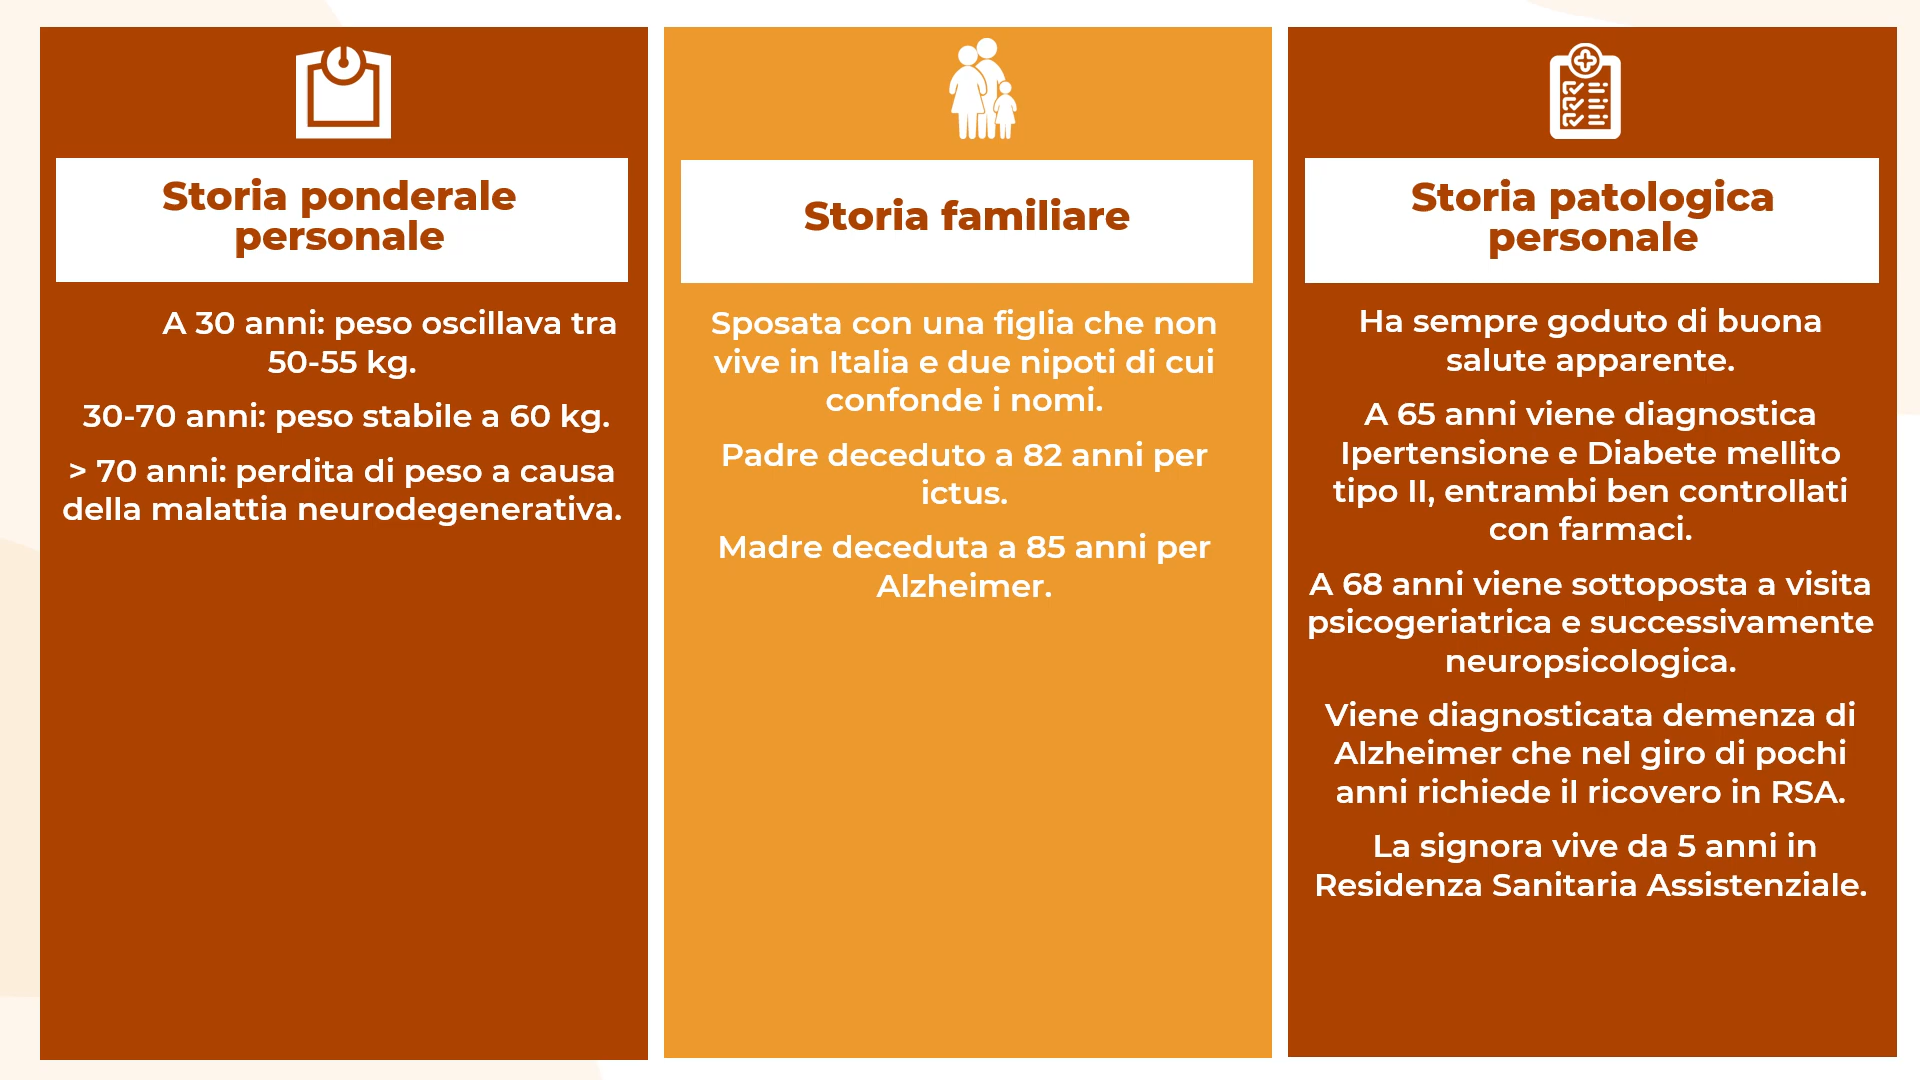 Storia ponderale
personale
A 30 anni: peso oscillava tra
50-55 kg.
30-70 anni: peso stabile a 60 kg.
> 70 anni: perdita di peso a causa
della malattia neurodegenerativa.
Storia familiare
Sposata con una figlia che non
vive in Italia e due nipoti di cui
confonde i nomi.
Padre deceduto a 82 anni per
ictus.
Madre deceduta a 85 anni per
Alzheimer.
Storia patologica
personale
Ha sempre goduto di buona
salute apparente.
A 65 anni viene diagnostica
Ipertensione e Diabete mellito
tipo II, entrambi ben controllati
con farmaci.
A 68 anni viene sottoposta a visita
psicogeriatrica e successivamente
neuropsicologica.
Viene diagnosticata demenza di
Alzheimer che nel giro di pochi
anni richiede il ricovero in RSA.
La signora vive da 5 anni in
Residenza Sanitaria Assistenziale.